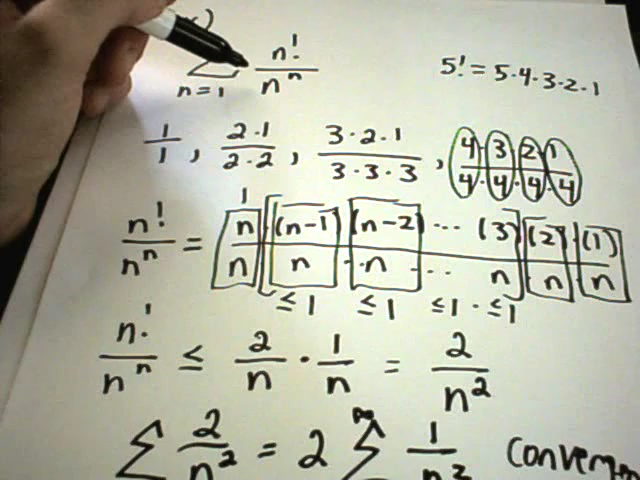 ∑ n=1 n!/n^n 5! = 5·4·3·2·1
1/1 , 2·1/2·2 , 3·2·1/3·3·3 , 4·3·2·1/4·4·4·4
1
n!/n^n = n/n (n-1)/n · (n-2)/n ··· (3)/n · (2)/n · (1)/n
≤1 ≤1 ≤1 · ≤1
n!/n^n ≤ 2/n · 1/n = 2/n^2
∑ 2/n^2 = 2 ∑^∞ 1/n^2